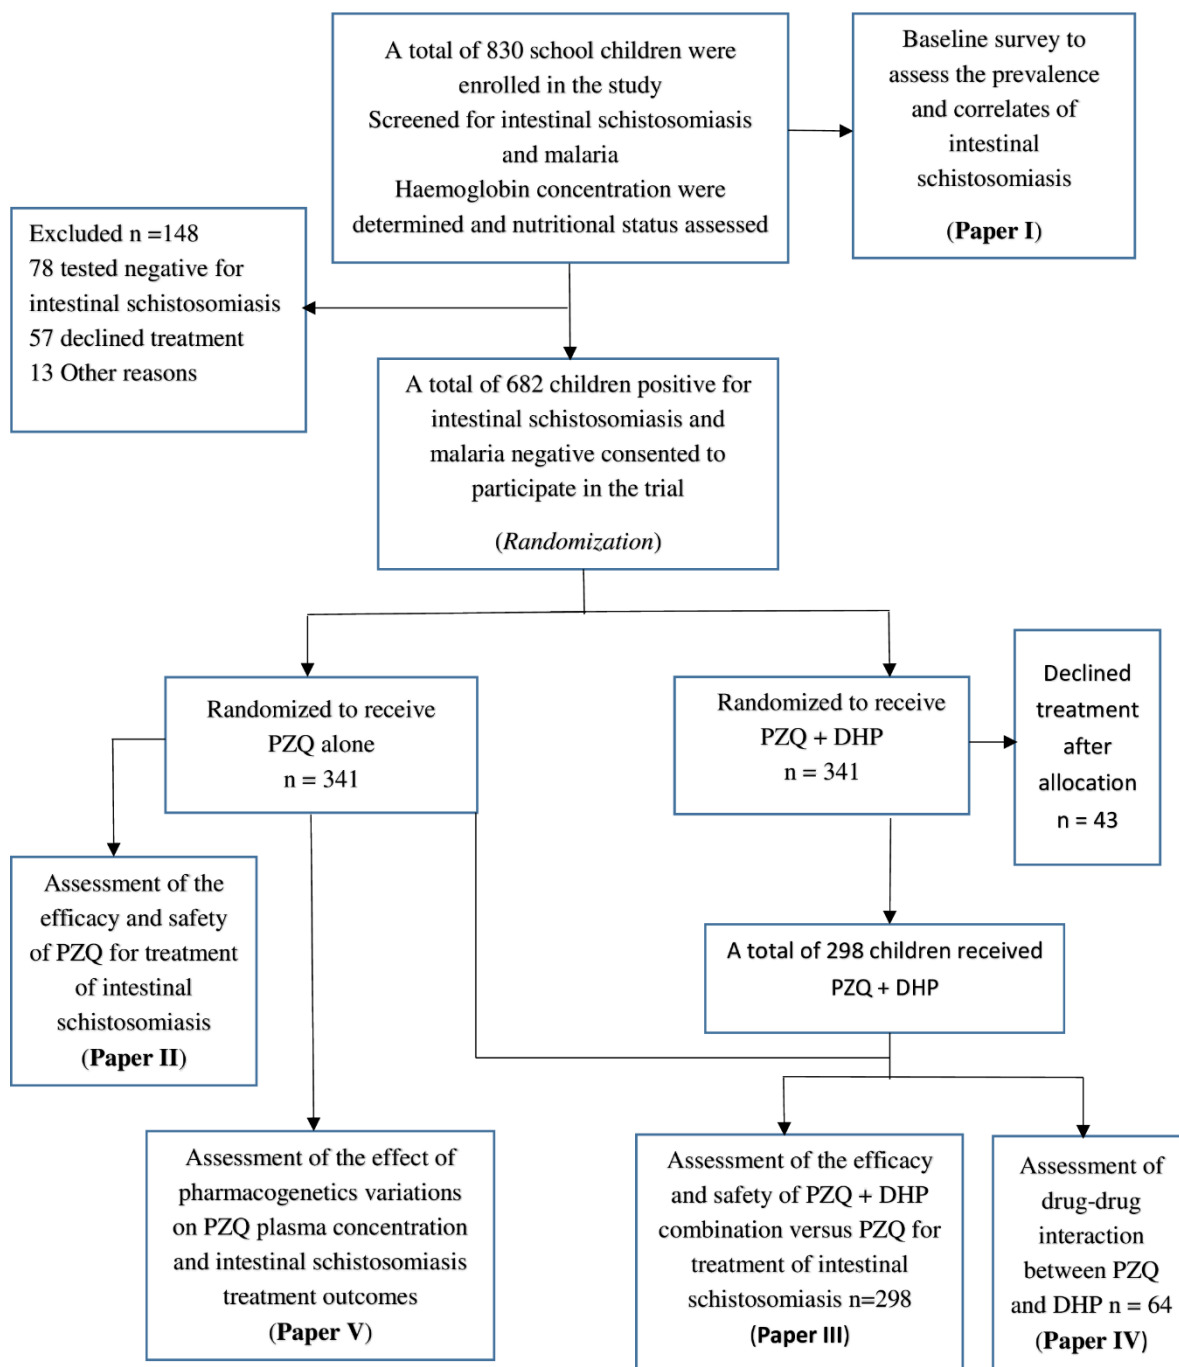 A total of 830 school children were
enrolled in the study
Screened for intestinal schistosomiasis
and malaria
Haemoglobin concentration were
determined and nutritional status assessed
Baseline survey to
assess the prevalence
and correlates of
intestinal
schistosomiasis
(Paper I)
Excluded n =148
78 tested negative for
intestinal schistosomiasis
57 declined treatment
13 Other reasons
A total of 682 children positive for
intestinal schistosomiasis and
malaria negative consented to
participate in the trial
(Randomization)
Randomized to receive
PZQ alone
n = 341
Randomized to receive
PZQ + DHP
n = 341
Declined
treatment
after
allocation
n = 43
Assessment of the
efficacy and safety
of PZQ for treatment
of intestinal
schistosomiasis
(Paper II)
A total of 298 children received
PZQ + DHP
Assessment of the effect of
pharmacogenetics variations
on PZQ plasma concentration
and intestinal schistosomiasis
treatment outcomes
(Paper V)
Assessment of the efficacy
and safety of PZQ + DHP
combination versus PZQ for
treatment of intestinal
schistosomiasis n=298
(Paper III)
Assessment of
drug-drug
interaction
between PZQ
and DHP n = 64
(Paper IV)